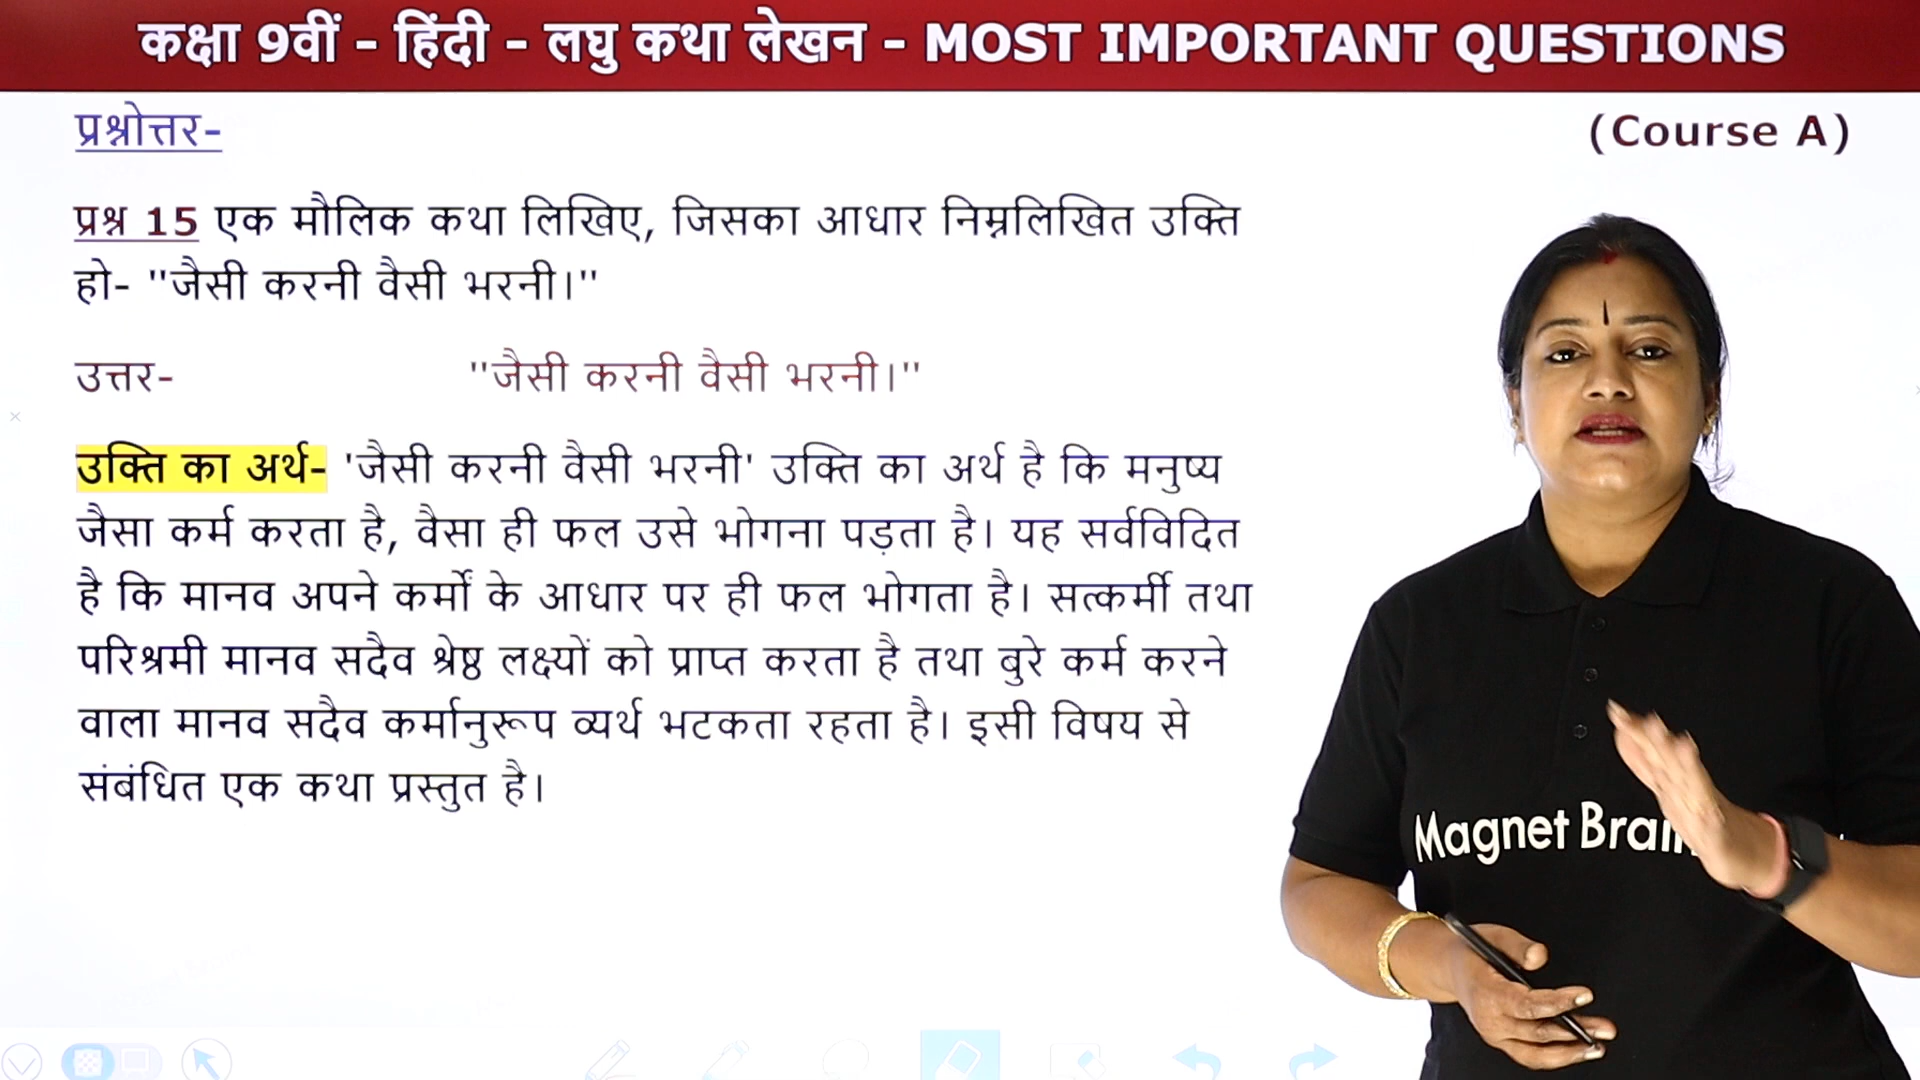 कक्षा 9वीं - हिंदी - लघु कथा लेखन - MOST IMPORTANT QUESTIONS
प्रश्नोत्तर-
(Course A)
प्रश्न 15 एक मौलिक कथा लिखिए, जिसका आधार निम्नलिखित उक्ति
हो- "जैसी करनी वैसी भरनी।"
उत्तर- "जैसी करनी वैसी भरनी।"
उक्ति का अर्थ- 'जैसी करनी वैसी भरनी' उक्ति का अर्थ है कि मनुष्य
जैसा कर्म करता है, वैसा ही फल उसे भोगना पड़ता है। यह सर्वविदित
है कि मानव अपने कर्मों के आधार पर ही फल भोगता है। सत्कर्मी तथा
परिश्रमी मानव सदैव श्रेष्ठ लक्ष्यों को प्राप्त करता है तथा बुरे कर्म करने
वाला मानव सदैव कर्मानुरूप व्यर्थ भटकता रहता है। इसी विषय से
संबंधित एक कथा प्रस्तुत है।
Magnet